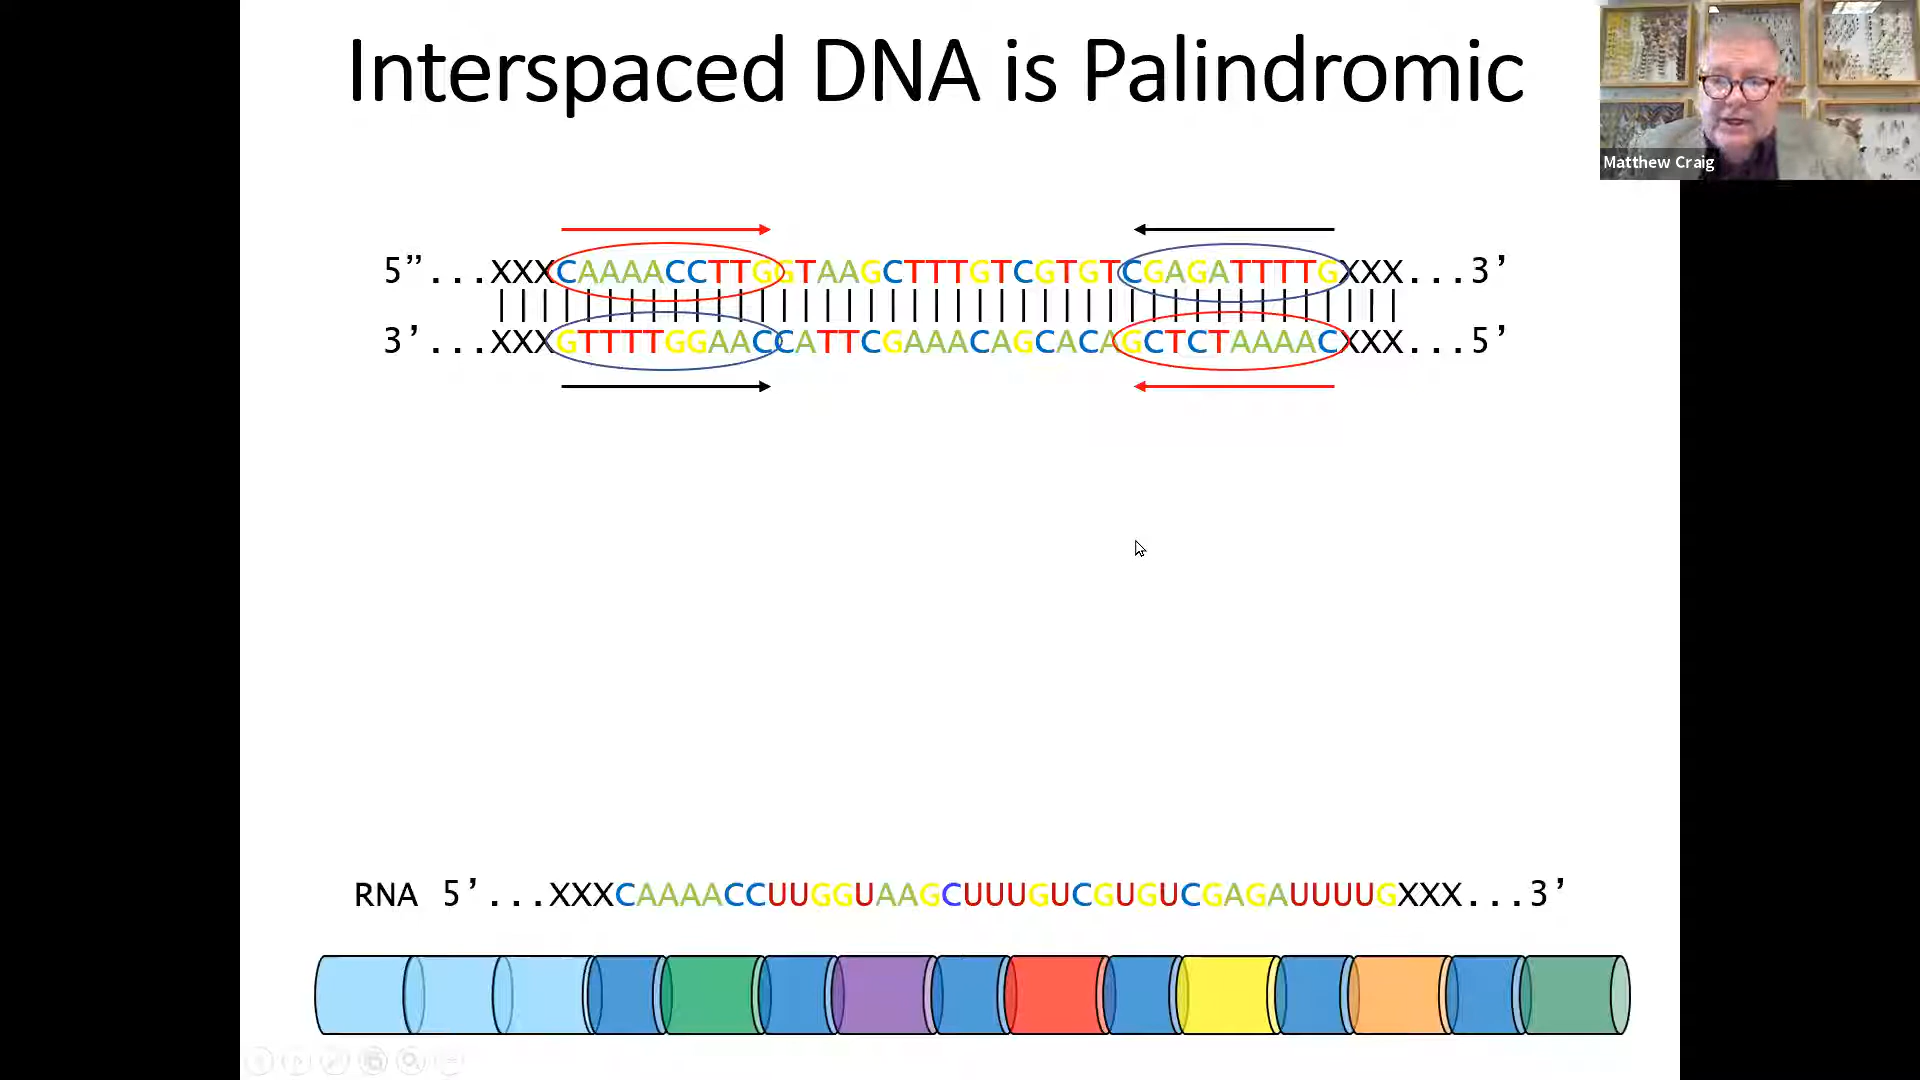 Interspaced DNA is Palindromic
Matthew Craig
5”...XXXCAAAACCTTGGTAAGCTTTGTCGTGTCGAGATTTTGXXX...3’
3’...XXXGTTTTGGAACCATTCGAAACAGCACAGCTCTAAAACXXX...5’
RNA 5’...XXXCAAAACCUUGGUAAGCUUUGUCGUGUCGAGAUUUUGXXX...3’